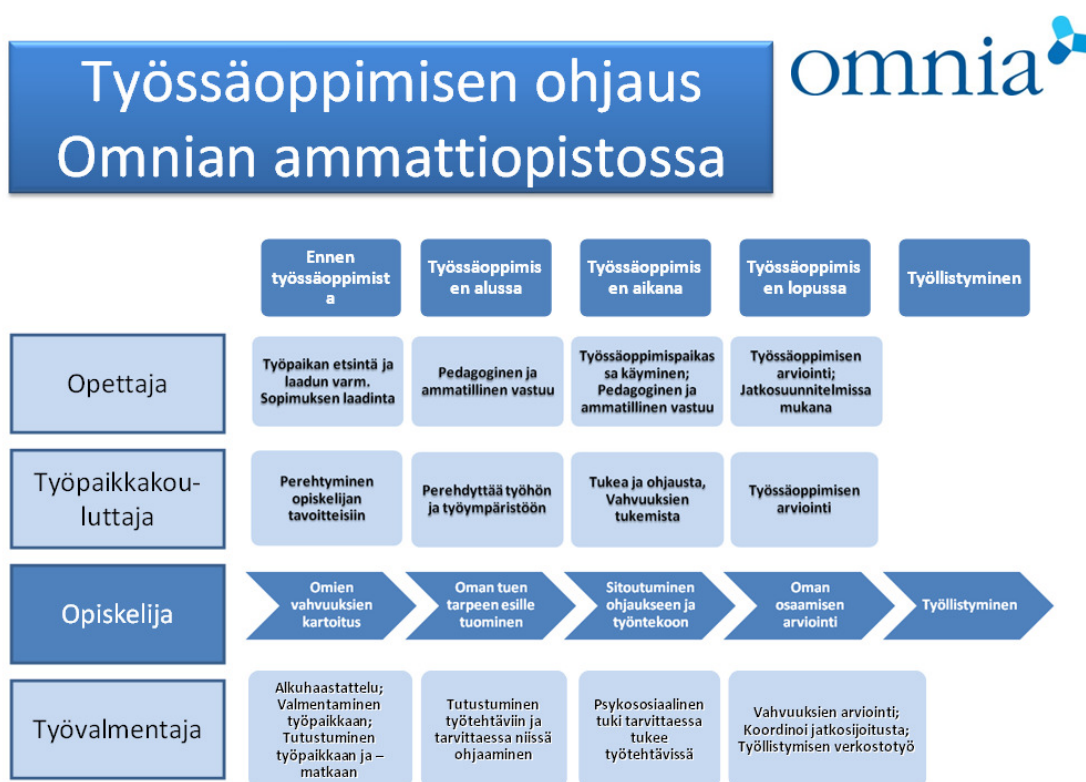 Työssäoppimisen ohjaus
Omnian ammattiopistossa
omnia
Ennen
työssäoppimist
a
Työssäoppimis
en alussa
Työssäoppimis
en aikana
Työssäoppimis
en lopussa
Työllistyminen
Opettaja
Työpaikan etsintä ja
laadun varm.
Sopimuksen laadinta
Pedagoginen ja
ammatillinen vastuu
Työssäoppimispaikas
sa käyminen;
Pedagoginen ja
ammatillinen vastuu
Työssäoppimisen
arviointi;
Jatkosuunnitelmissa
mukana
Työpaikkakou-
luttaja
Perehtyminen
opiskelijan
tavoitteisiin
Perehdyttää työhön
ja työympäristöön
Tukea ja ohjausta,
Vahvuuksien
tukemista
Työssäoppimisen
arviointi
Opiskelija
Omien
vahvuuksien
kartoitus
Oman tuen
tarpeen esille
tuominen
Sitoutuminen
ohjaukseen ja
työntekoon
Oman
osaamisen
arviointi
Työllistyminen
Työvalmentaja
Alkuhaastattelu;
Valmentaminen
työpaikkaan;
Tutustuminen
työpaikkaan ja –
matkaan
Tutustuminen
työtehtäviin ja
tarvittaessa niissä
ohjaaminen
Psykososiaalinen
tuki tarvittaessa
tukee
työtehtävissä
Vahvuuksien arviointi;
Koordinoi jatkosijoitusta;
Työllistymisen verkostotyö